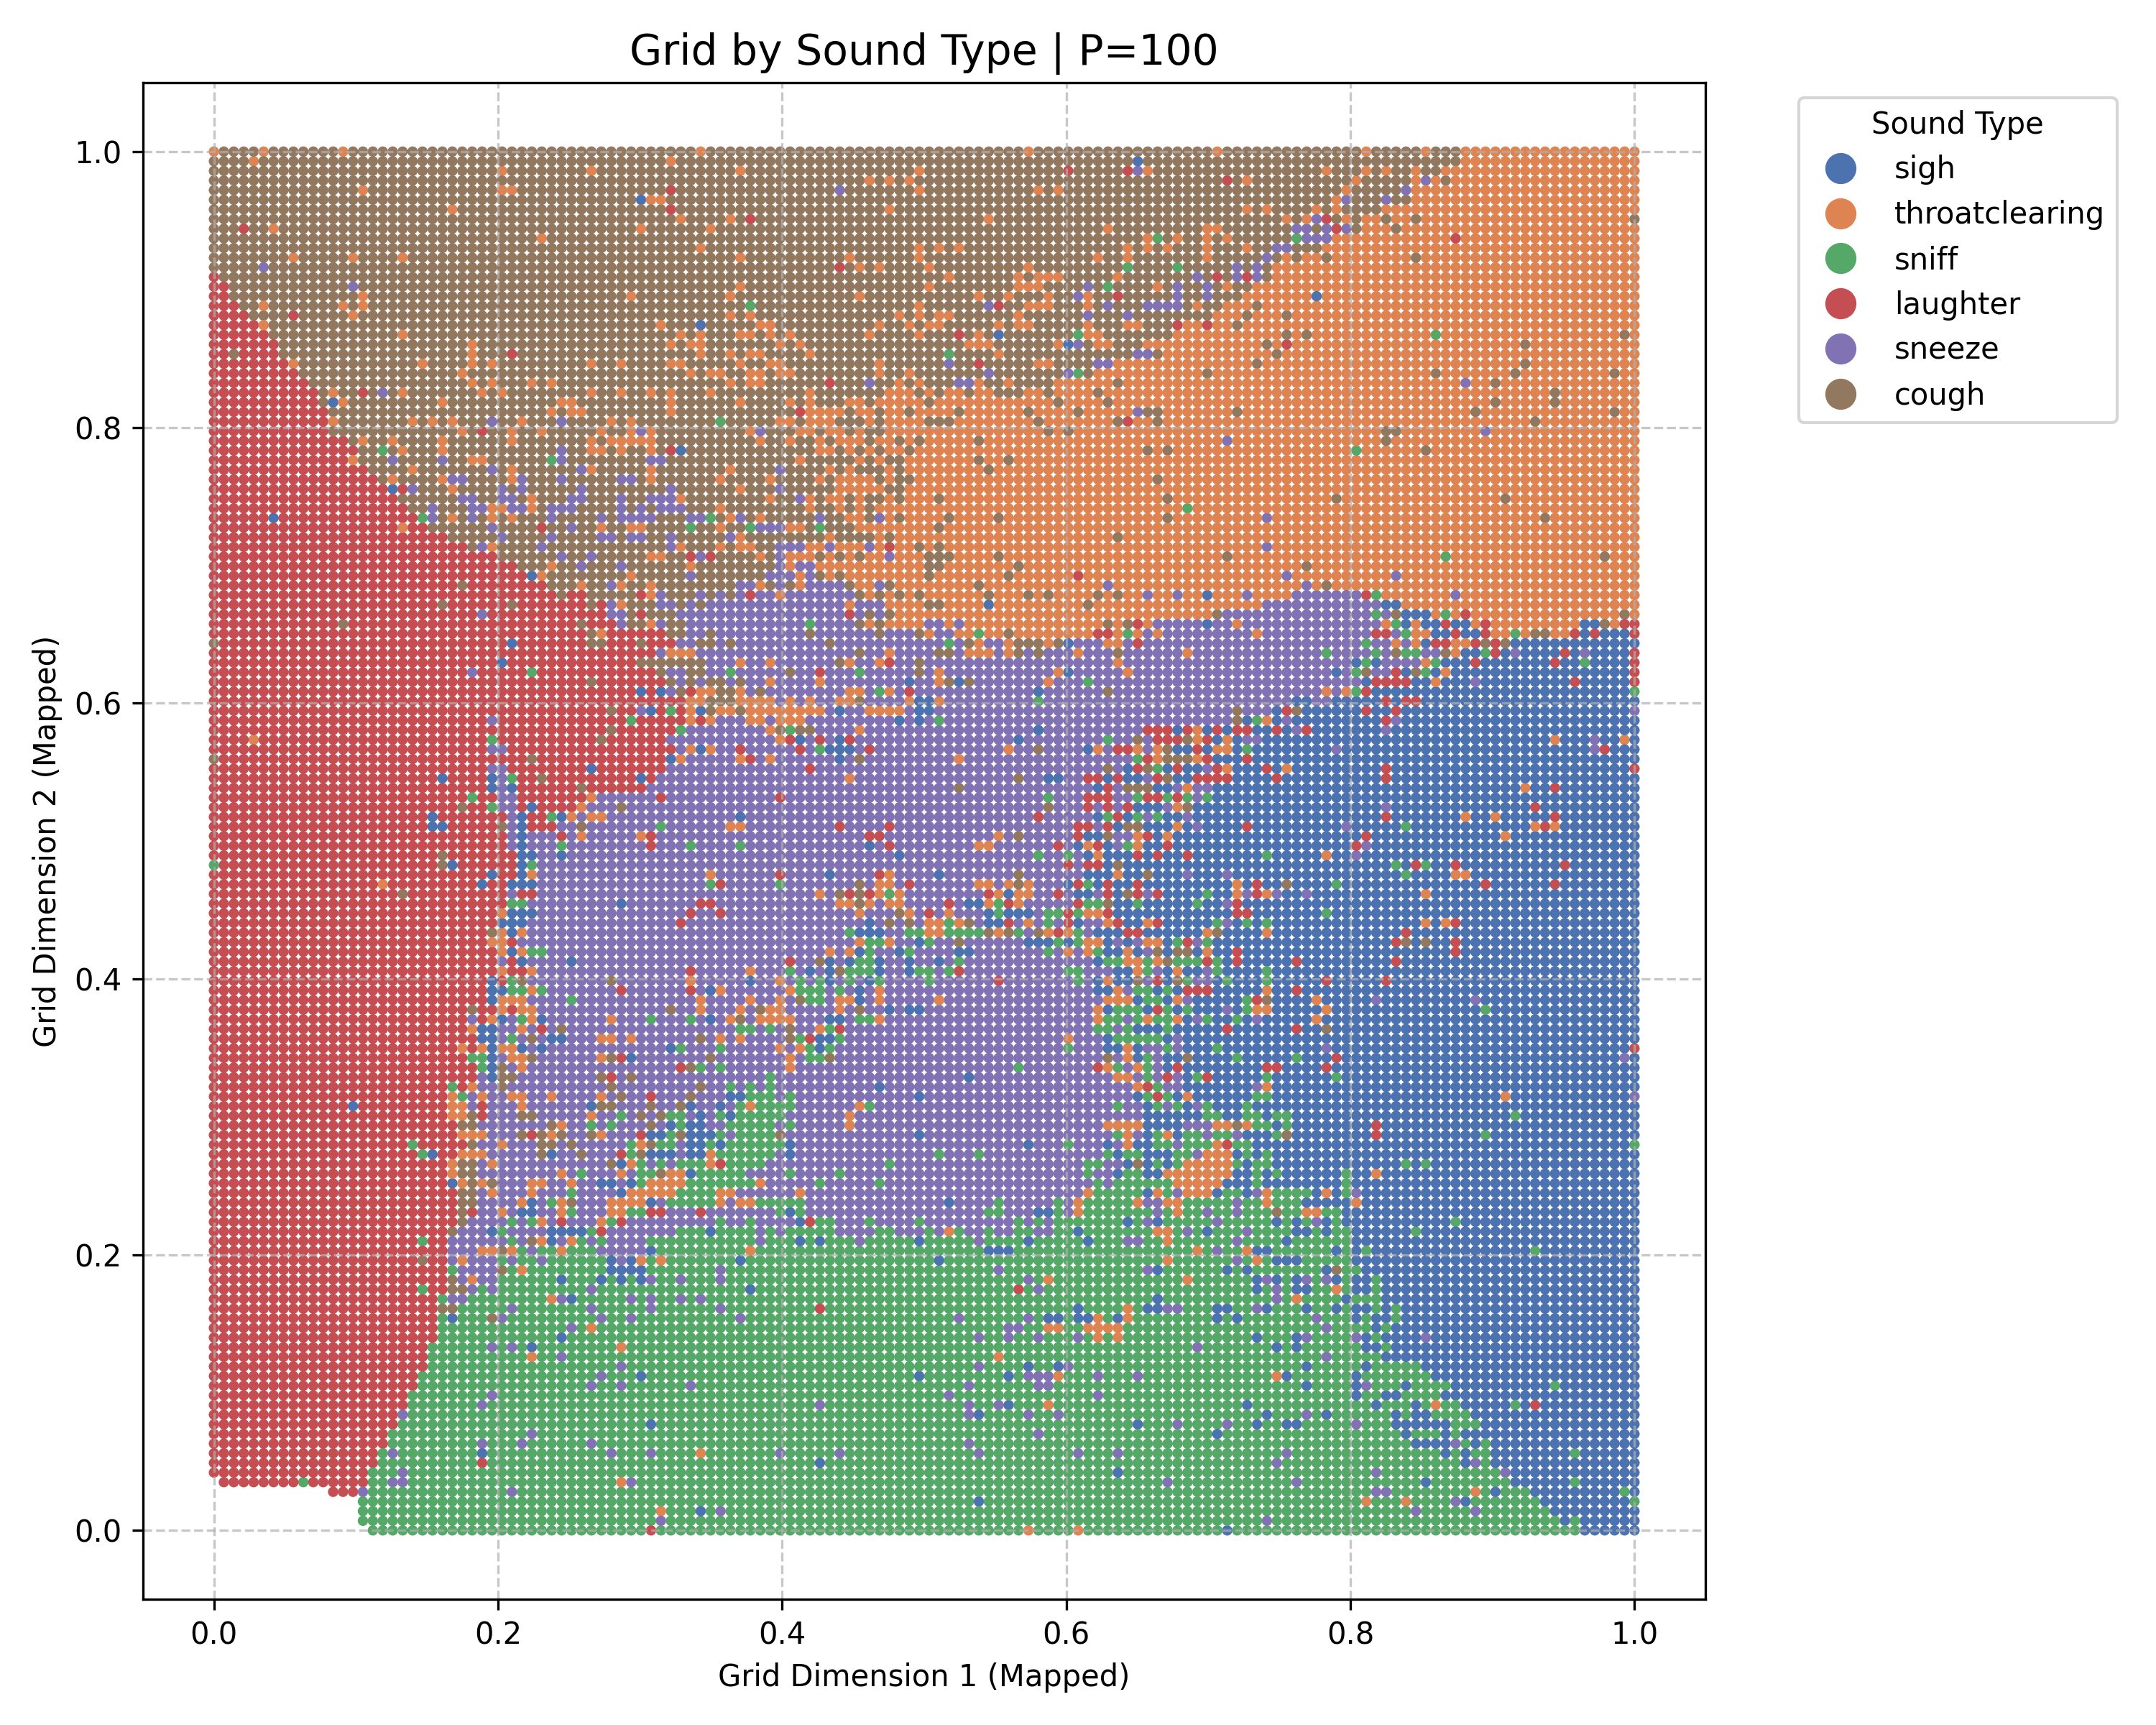 Grid by Sound Type | P=100
Sound Type
sigh
throatclearing
sniff
laughter
sneeze
cough
Grid Dimension 2 (Mapped)
1.0
0.8
0.6
0.4
0.2
0.0
0.0
0.2
0.4
0.6
0.8
1.0
Grid Dimension 1 (Mapped)